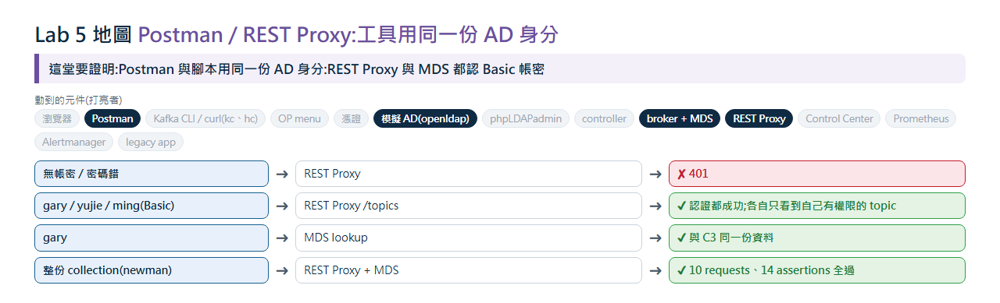 Lab 5 地圖 Postman / REST Proxy:工具用同一份 AD 身分
這堂要證明:Postman 與腳本用同一份 AD 身分:REST Proxy 與 MDS 都認 Basic 帳密
動到的元件(打亮者)
瀏覽器 Postman Kafka CLI / curl(kc、hc) OP menu 憑證 模擬 AD(openldap) phpLDAPadmin controller broker + MDS REST Proxy Control Center Prometheus
Alertmanager legacy app
無帳密 / 密碼錯 → REST Proxy → ✘ 401
gary / yujie / ming(Basic) → REST Proxy /topics → ✔ 認證都成功;各自只看到自己有權限的 topic
gary → MDS lookup → ✔ 與 C3 同一份資料
整份 collection(newman) → REST Proxy + MDS → ✔ 10 requests、14 assertions 全過